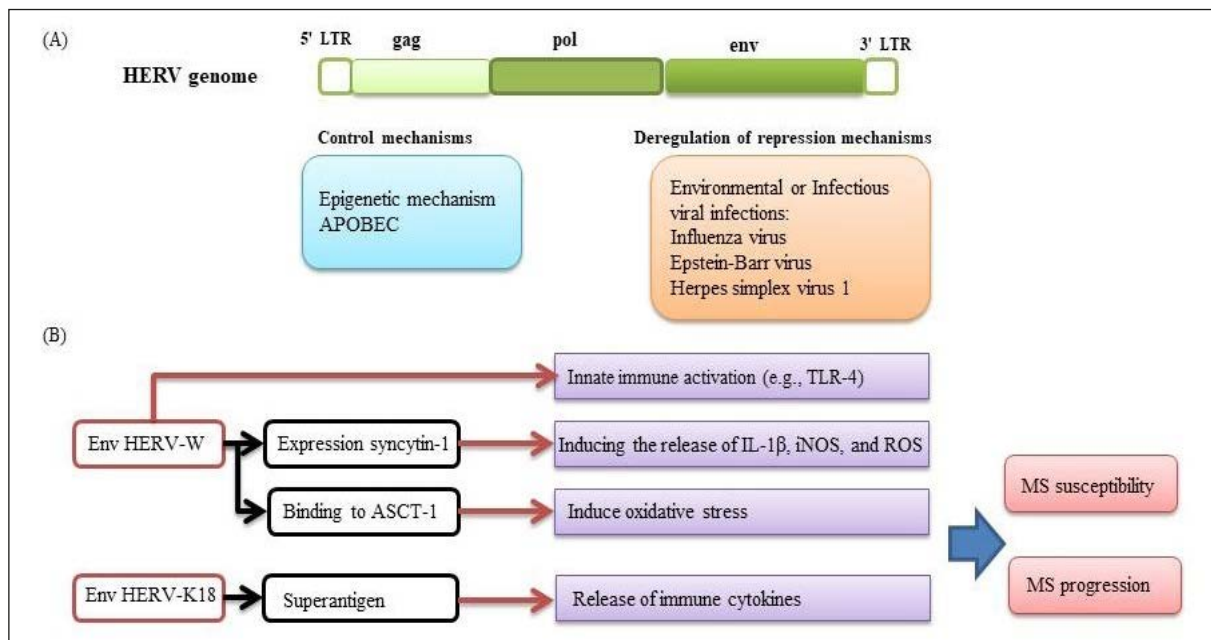 (A)
5' LTR gag pol env 3' LTR
HERV genome
Control mechanisms
Epigenetic mechanism
APOBEC
Deregulation of repression mechanisms
Environmental or Infectious
viral infections:
Influenza virus
Epstein-Barr virus
Herpes simplex virus 1
(B)
Innate immune activation (e.g., TLR-4)
Env HERV-W
Expression syncytin-1
Inducing the release of IL-1β, iNOS, and ROS
Binding to ASCT-1
Induce oxidative stress
Env HERV-K18
Superantigen
Release of immune cytokines
MS susceptibility
MS progression